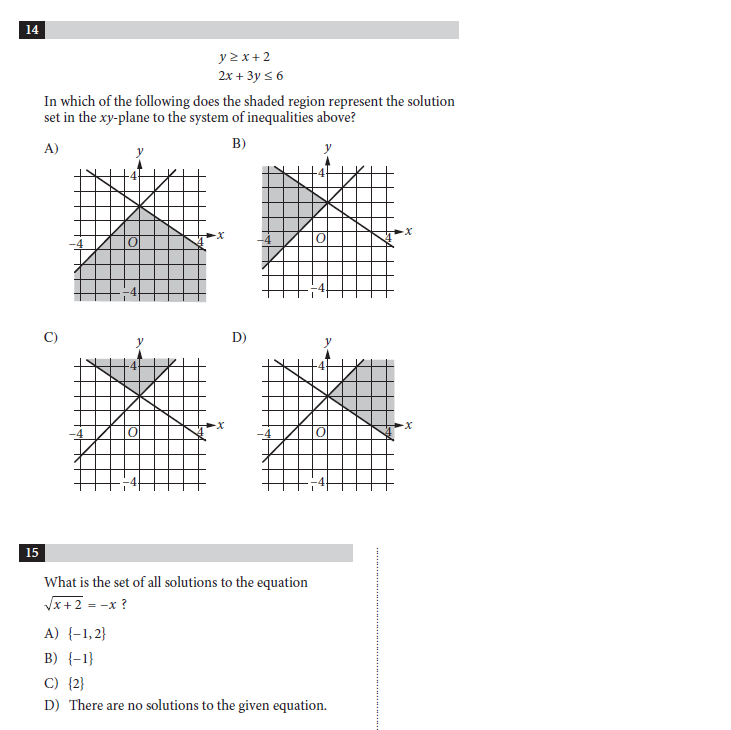 14
y ≥ x + 2
2x + 3y ≤ 6
In which of the following does the shaded region represent the solution
set in the xy-plane to the system of inequalities above?
A)
y
4
x
−4
O
4
−4
B)
y
4
x
−4
O
4
−4
C)
y
4
x
−4
O
4
−4
D)
y
4
x
−4
O
4
−4
15
What is the set of all solutions to the equation
√x + 2 = −x ?
A) {−1, 2}
B) {−1}
C) {2}
D) There are no solutions to the given equation.